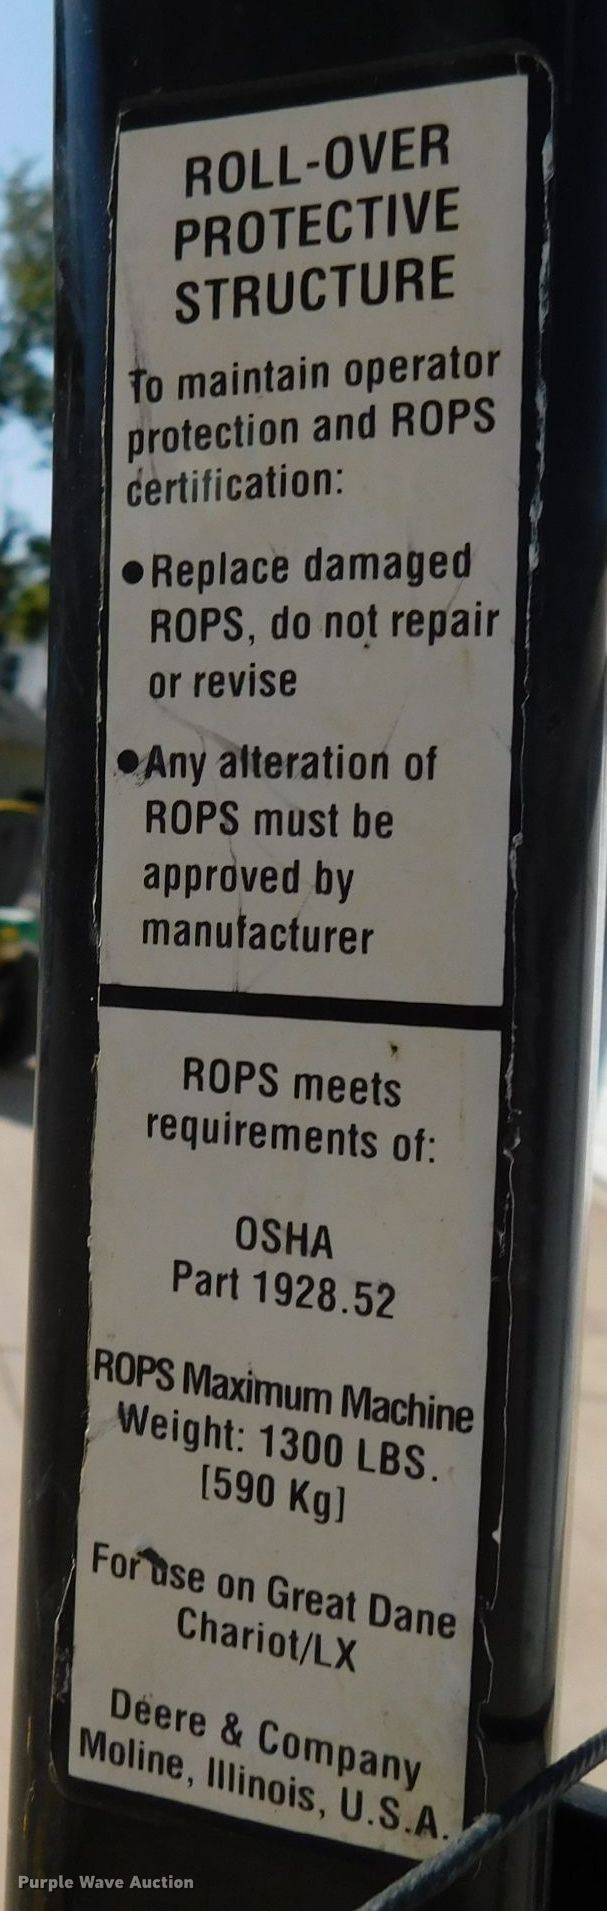 ROLL-OVER
PROTECTIVE
STRUCTURE
To maintain operator
protection and ROPS
certification:
●Replace damaged
ROPS, do not repair
or revise
●Any alteration of
ROPS must be
approved by
manufacturer
ROPS meets
requirements of:
OSHA
Part 1928.52
ROPS Maximum Machine
Weight: 1300 LBS.
[590 Kg]
For use on Great Dane
Chariot/LX
Deere & Company
Moline, Illinois, U.S.A.
Purple Wave Auction